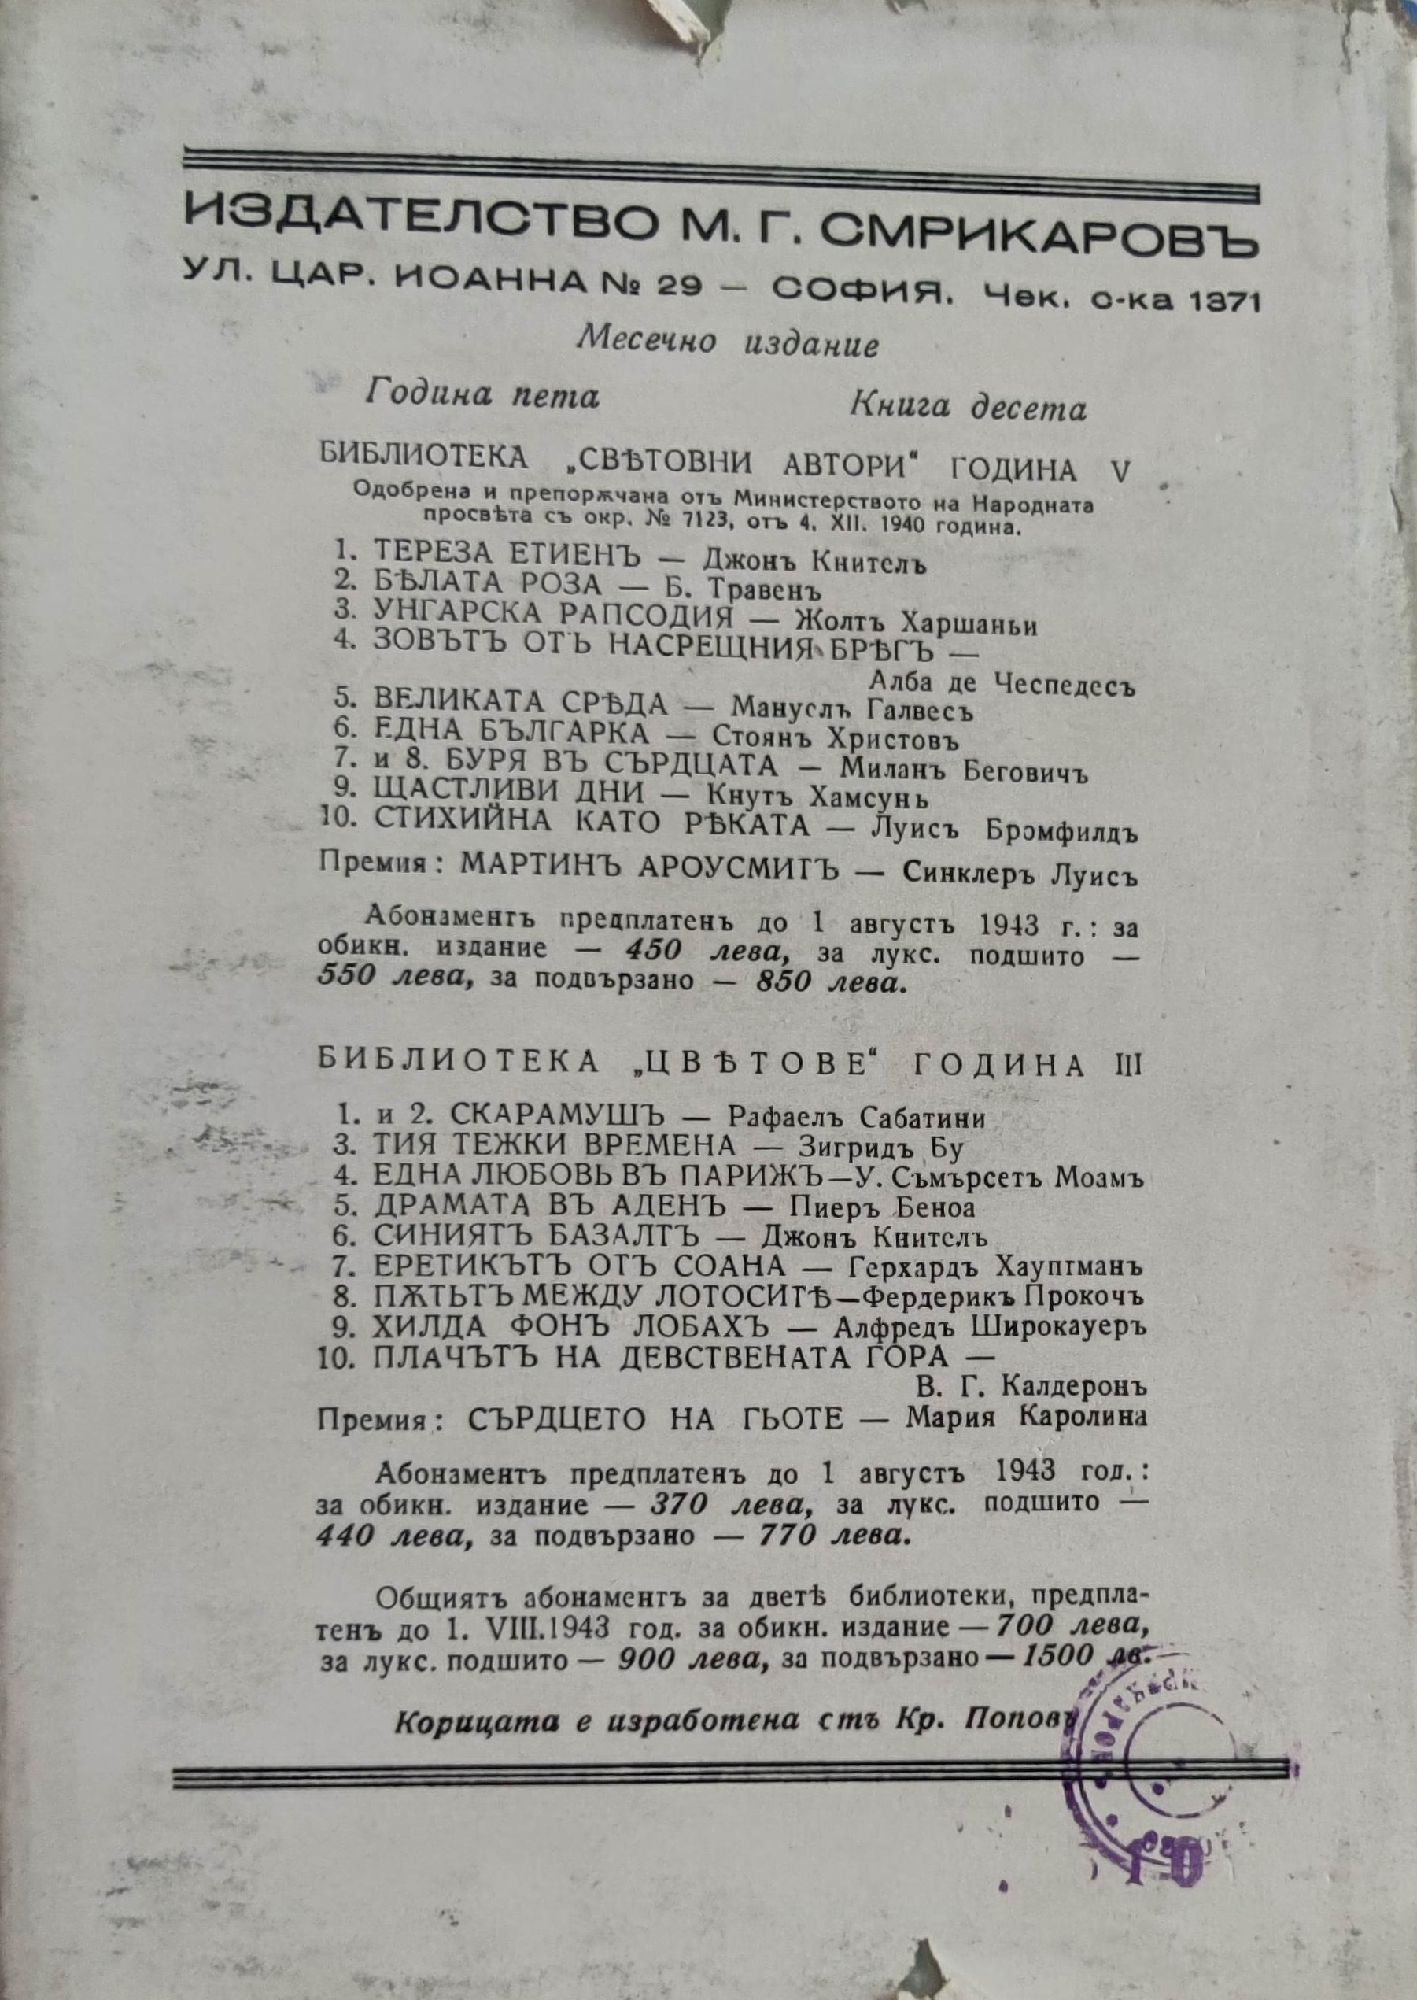 ИЗДАТЕЛСТВО М. Г. СМРИКАРОВЪ
УЛ. ЦАР. ИОАННА № 29 — СОФИЯ. Чек. с-ка 1371
Месечно издание
Година пета Книга десета
БИБЛИОТЕКА „СВѢТОВНИ АВТОРИ“ ГОДИНА V
Одобрена и препорѫчана отъ Министерството на Народната
просвѣта съ окр. № 7123, отъ 4. XII. 1940 година.
1. ТЕРЕЗА ЕТИЕНЪ — Джонъ Кнителъ
2. БѢЛАТА РОЗА — Б. Травенъ
3. УНГАРСКА РАПСОДИЯ — Жолтъ Харшаньи
4. ЗОВЪТЪ ОТЪ НАСРЕЩНИЯ БРѢГЪ —
Алба де Чеспедесъ
5. ВЕЛИКАТА СРѢДА — Мануелъ Галвесъ
6. ЕДНА БЪЛГАРКА — Стоянъ Христовъ
7. и 8. БУРЯ ВЪ СЪРДЦАТА — Миланъ Беговичъ
9. ЩАСТЛИВИ ДНИ — Кнутъ Хамсунъ
10. СТИХИЙНА КАТО РѢКАТА — Луисъ Бромфилдъ
Премия: МАРТИНЪ АРОУСМИТЪ — Синклеръ Луисъ
Абонаментъ предплатенъ до 1 августъ 1943 г.: за
обикн. издание — 450 лева, за лукс. подшито —
550 лева, за подвързано — 850 лева.
БИБЛИОТЕКА „ЦВѢТОВЕ“ ГОДИНА III
1. и 2. СКАРАМУШЪ — Рафаелъ Сабатини
3. ТИЯ ТЕЖКИ ВРЕМЕНА — Зигридъ Бу
4. ЕДНА ЛЮБОВЬ ВЪ ПАРИЖЪ—У. Съмърсетъ Моамъ
5. ДРАМАТА ВЪ АДЕНЪ — Пиеръ Беноа
6. СИНИЯТЪ БАЗАЛТЪ — Джонъ Кнителъ
7. ЕРЕТИКЪТЪ ОТЪ СОАНА — Герхардъ Хауптманъ
8. ПѪТЬТЪ МЕЖДУ ЛОТОСИТѢ—Фердерикъ Прокочъ
9. ХИЛДА ФОНЪ ЛОБАХЪ — Алфредъ Широкауеръ
10. ПЛАЧЪТЪ НА ДЕВСТВЕНАТА ГОРА —
В. Г. Калдеронъ
Премия: СЪРДЦЕТО НА ГЬОТЕ — Мария Каролина
Абонаментъ предплатенъ до 1 августъ 1943 год.:
за обикн. издание — 370 лева, за лукс. подшито —
440 лева, за подвързано — 770 лева.
Общиятъ абонаментъ за дветѣ библиотеки, предпла-
тенъ до 1. VIII.1943 год. за обикн. издание — 700 лева,
за лукс. подшито — 900 лева, за подвързано — 1500 лв.
Корицата е изработена стъ Кр. Поповъ
10